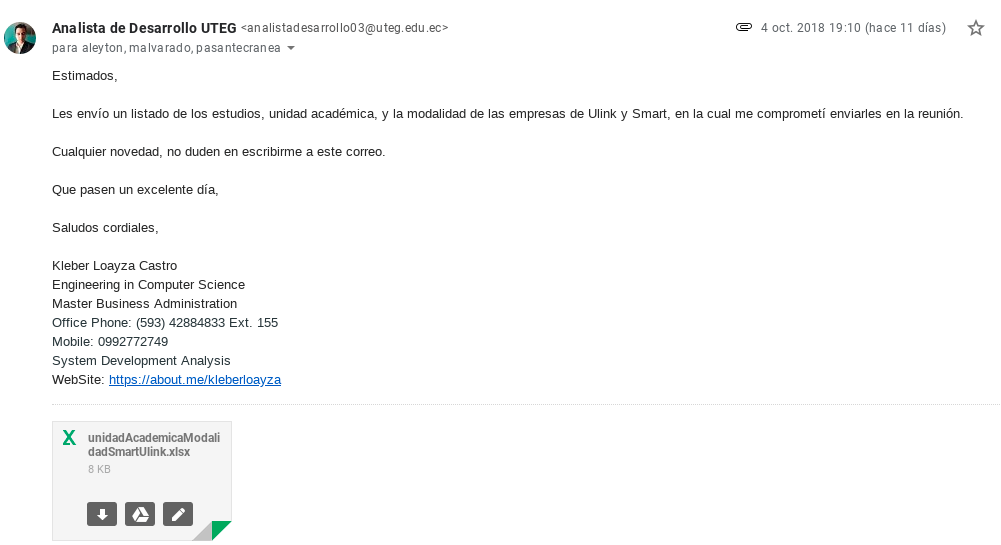 Analista de Desarrollo UTEG <analistadesarrollo03@uteg.edu.ec> 4 oct. 2018 19:10 (hace 11 días)
para aleyton, malvarado, pasantecranea
Estimados,
Les envío un listado de los estudios, unidad académica, y la modalidad de las empresas de Ulink y Smart, en la cual me comprometí enviarles en la reunión.
Cualquier novedad, no duden en escribirme a este correo.
Que pasen un excelente día,
Saludos cordiales,
Kleber Loayza Castro
Engineering in Computer Science
Master Business Administration
Office Phone: (593) 42884833 Ext. 155
Mobile: 0992772749
System Development Analysis
WebSite: https://about.me/kleberloayza
unidadAcademicaModali
dadSmartUlink.xlsx
8 KB